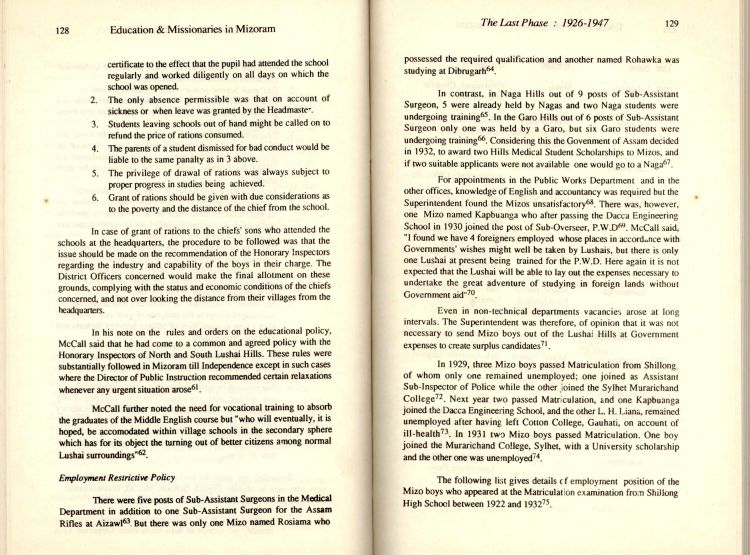 128 Education & Missionaries in Mizoram
certificate to the effect that the pupil had attended the school
regularly and worked diligently on all days on which the
school was opened.
2. The only absence permissible was that on account of
sickness or when leave was granted by the Headmaster.
3. Students leaving schools out of hand might be called on to
refund the price of rations consumed.
4. The parents of a student dismissed for bad conduct would be
liable to the same penalty as in 3 above.
5. The privilege of drawal of rations was always subject to
proper progress in studies being achieved.
6. Grant of rations should be given with due considerations as
to the poverty and the distance of the chief from the school.
In case of grant of rations to the chiefs' sons who attended the
schools at the headquarters, the procedure to be followed was that the
issue should be made on the recommendation of the Honorary Inspectors
regarding the industry and capability of the boys in their charge. The
District Officers concerned would make the final allotment on these
grounds, complying with the status and economic conditions of the chiefs
concerned, and not over looking the distance from their villages from the
headquarters.
In his note on the rules and orders on the educational policy,
McCall said that he had come to a common and agreed policy with the
Honorary Inspectors of North and South Lushai Hills. These rules were
substantially followed in Mizoram till Independence except in such cases
where the Director of Public Instruction recommended certain relaxations
whenever any urgent situation arose61.
McCall further noted the need for vocational training to absorb
the graduates of the Middle English course but "who will eventually, it is
hoped, be accomodated within village schools in the secondary sphere
which has for its object the turning out of better citizens among normal
Lushai surroundings"62.
Employment Restrictive Policy
There were five posts of Sub-Assistant Surgeons in the Medical
Department in addition to one Sub-Assistant Surgeon for the Assam
Rifles at Aizawl63. But there was only one Mizo named Rosiama who
The Last Phase : 1926-1947 129
possessed the required qualification and another named Rohawka was
studying at Dibrugarh64.
In contrast, in Naga Hills out of 9 posts of Sub-Assistant
Surgeon, 5 were already held by Nagas and two Naga students were
undergoing training65. In the Garo Hills out of 6 posts of Sub-Assistant
Surgeon only one was held by a Garo, but six Garo students were
undergoing training66. Considering this the Govenment of Assam decided
in 1932, to award two Hills Medical Student Scholarships to Mizos, and
if two suitable applicants were not available one would go to a Naga67.
For appointments in the Public Works Department and in the
other offices, knowledge of English and accountancy was required but the
Superintendent found the Mizos unsatisfactory68. There was, however,
one Mizo named Kapbuanga who after passing the Dacca Engineering
School in 1930 joined the post of Sub-Overseer, P.W.D69. McCall said,
"I found we have 4 foreigners employed whose places in accordance with
Governments' wishes might well be taken by Lushais, but there is only
one Lushai at present being trained for the P.W.D. Here again it is not
expected that the Lushai will be able to lay out the expenses necessary to
undertake the great adventure of studying in foreign lands without
Government aid"70.
Even in non-technical departments vacancies arose at long
intervals. The Superintendent was therefore, of opinion that it was not
necessary to send Mizo boys out of the Lushai Hills at Government
expenses to create surplus candidates71.
In 1929, three Mizo boys passed Matriculation from Shillong
of whom only one remained unemployed; one joined as Assistant
Sub-Inspector of Police while the other joined the Sylhet Murarichand
College72. Next year two passed Matriculation, and one Kapbuanga
joined the Dacca Engineering School, and the other L. H. Liana, remained
unemployed after having left Cotton College, Gauhati, on account of
ill-health73. In 1931 two Mizo boys passed Matriculation. One boy
joined the Murarichand College, Sylhet, with a University scholarship
and the other one was unemployed74.
The following list gives details of employment position of the
Mizo boys who appeared at the Matriculation examination from Shillong
High School between 1922 and 193275.